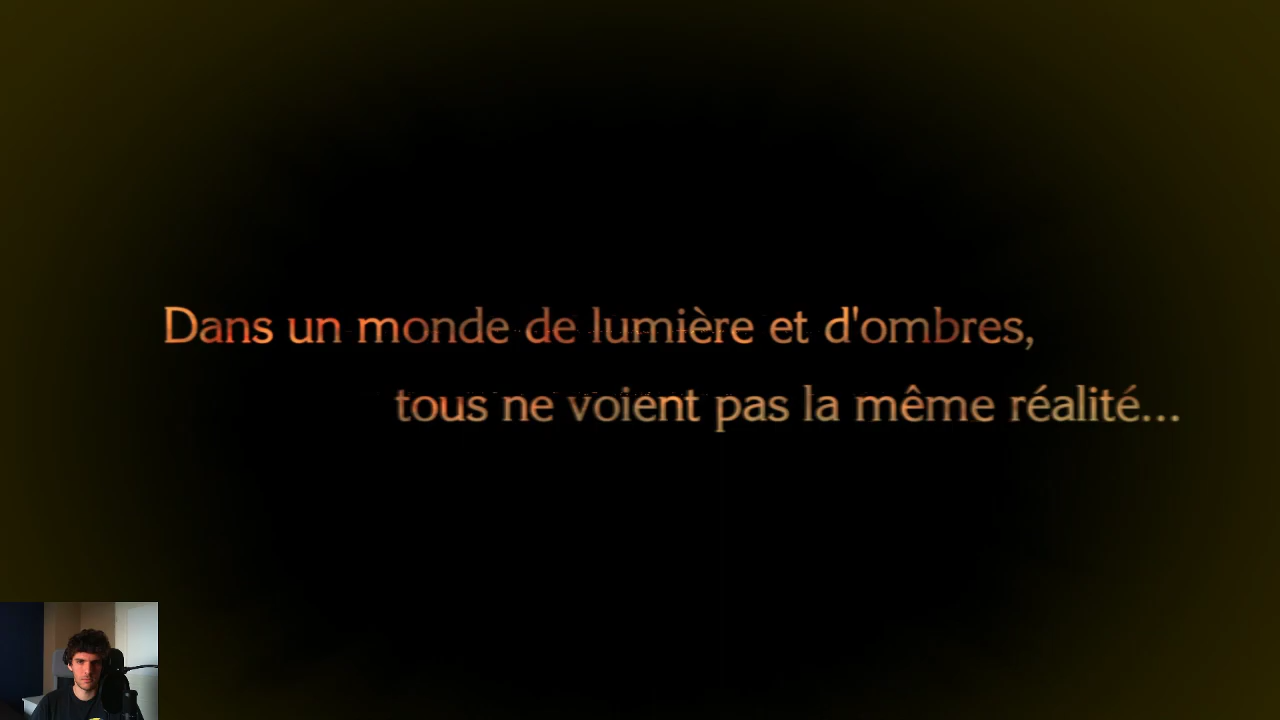 Dans un monde de lumière et d'ombres,
tous ne voient pas la même réalité...